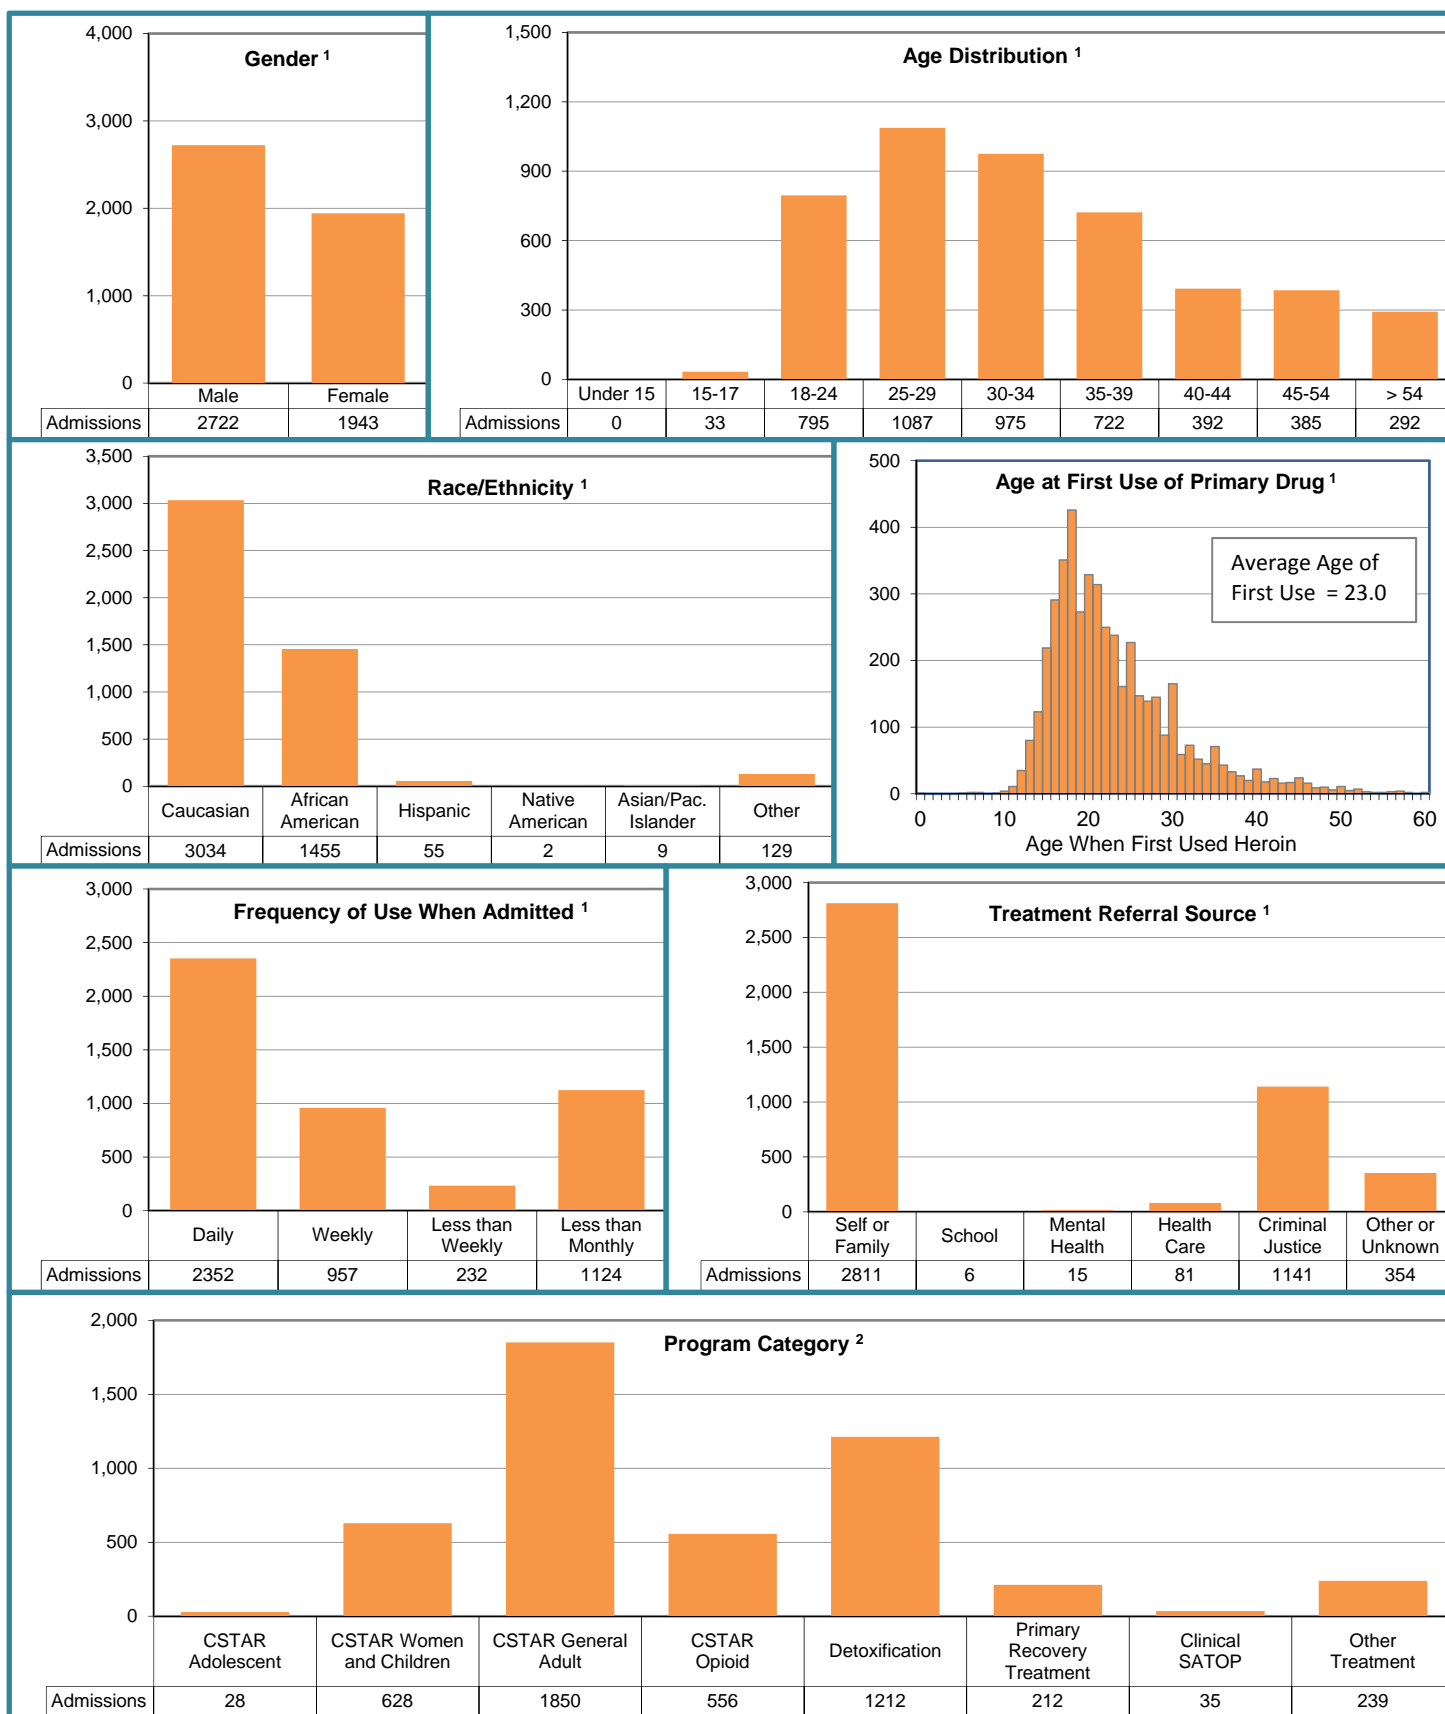 Gender 1
4,000
3,000
2,000
1,000
0
Male Female
Admissions 2722 1943
Age Distribution 1
1,500
1,200
900
600
300
0
Under 15 15-17 18-24 25-29 30-34 35-39 40-44 45-54 > 54
Admissions 0 33 795 1087 975 722 392 385 292
Race/Ethnicity 1
3,500
3,000
2,500
2,000
1,500
1,000
500
0
Caucasian African American Hispanic Native American Asian/Pac. Islander Other
Admissions 3034 1455 55 2 9 129
Age at First Use of Primary Drug 1
500
400
300
200
100
0
Average Age of
First Use = 23.0
0 10 20 30 40 50 60
Age When First Used Heroin
Frequency of Use When Admitted 1
3,000
2,500
2,000
1,500
1,000
500
0
Daily Weekly Less than Weekly Less than Monthly
Admissions 2352 957 232 1124
Treatment Referral Source 1
3,000
2,500
2,000
1,500
1,000
500
0
Self or Family School Mental Health Health Care Criminal Justice Other or Unknown
Admissions 2811 6 15 81 1141 354
Program Category 2
2,000
1,500
1,000
500
0
CSTAR Adolescent CSTAR Women and Children CSTAR General Adult CSTAR Opioid Detoxification Primary Recovery Treatment Clinical SATOP Other Treatment
Admissions 28 628 1850 556 1212 212 35 239